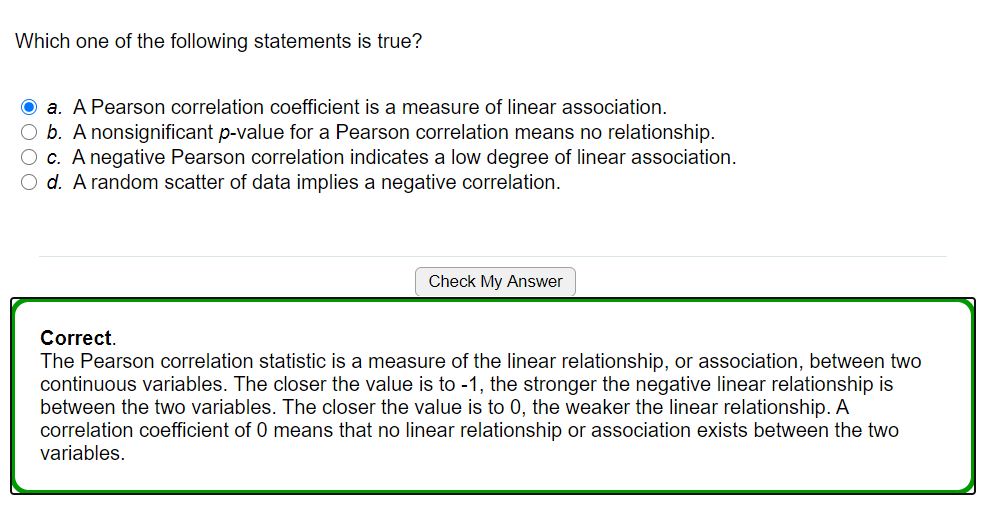 Which one of the following statements is true?
a. A Pearson correlation coefficient is a measure of linear association.
b. A nonsignificant p-value for a Pearson correlation means no relationship.
c. A negative Pearson correlation indicates a low degree of linear association.
d. A random scatter of data implies a negative correlation.
Check My Answer
Correct.
The Pearson correlation statistic is a measure of the linear relationship, or association, between two
continuous variables. The closer the value is to -1, the stronger the negative linear relationship is
between the two variables. The closer the value is to 0, the weaker the linear relationship. A
correlation coefficient of 0 means that no linear relationship or association exists between the two
variables.